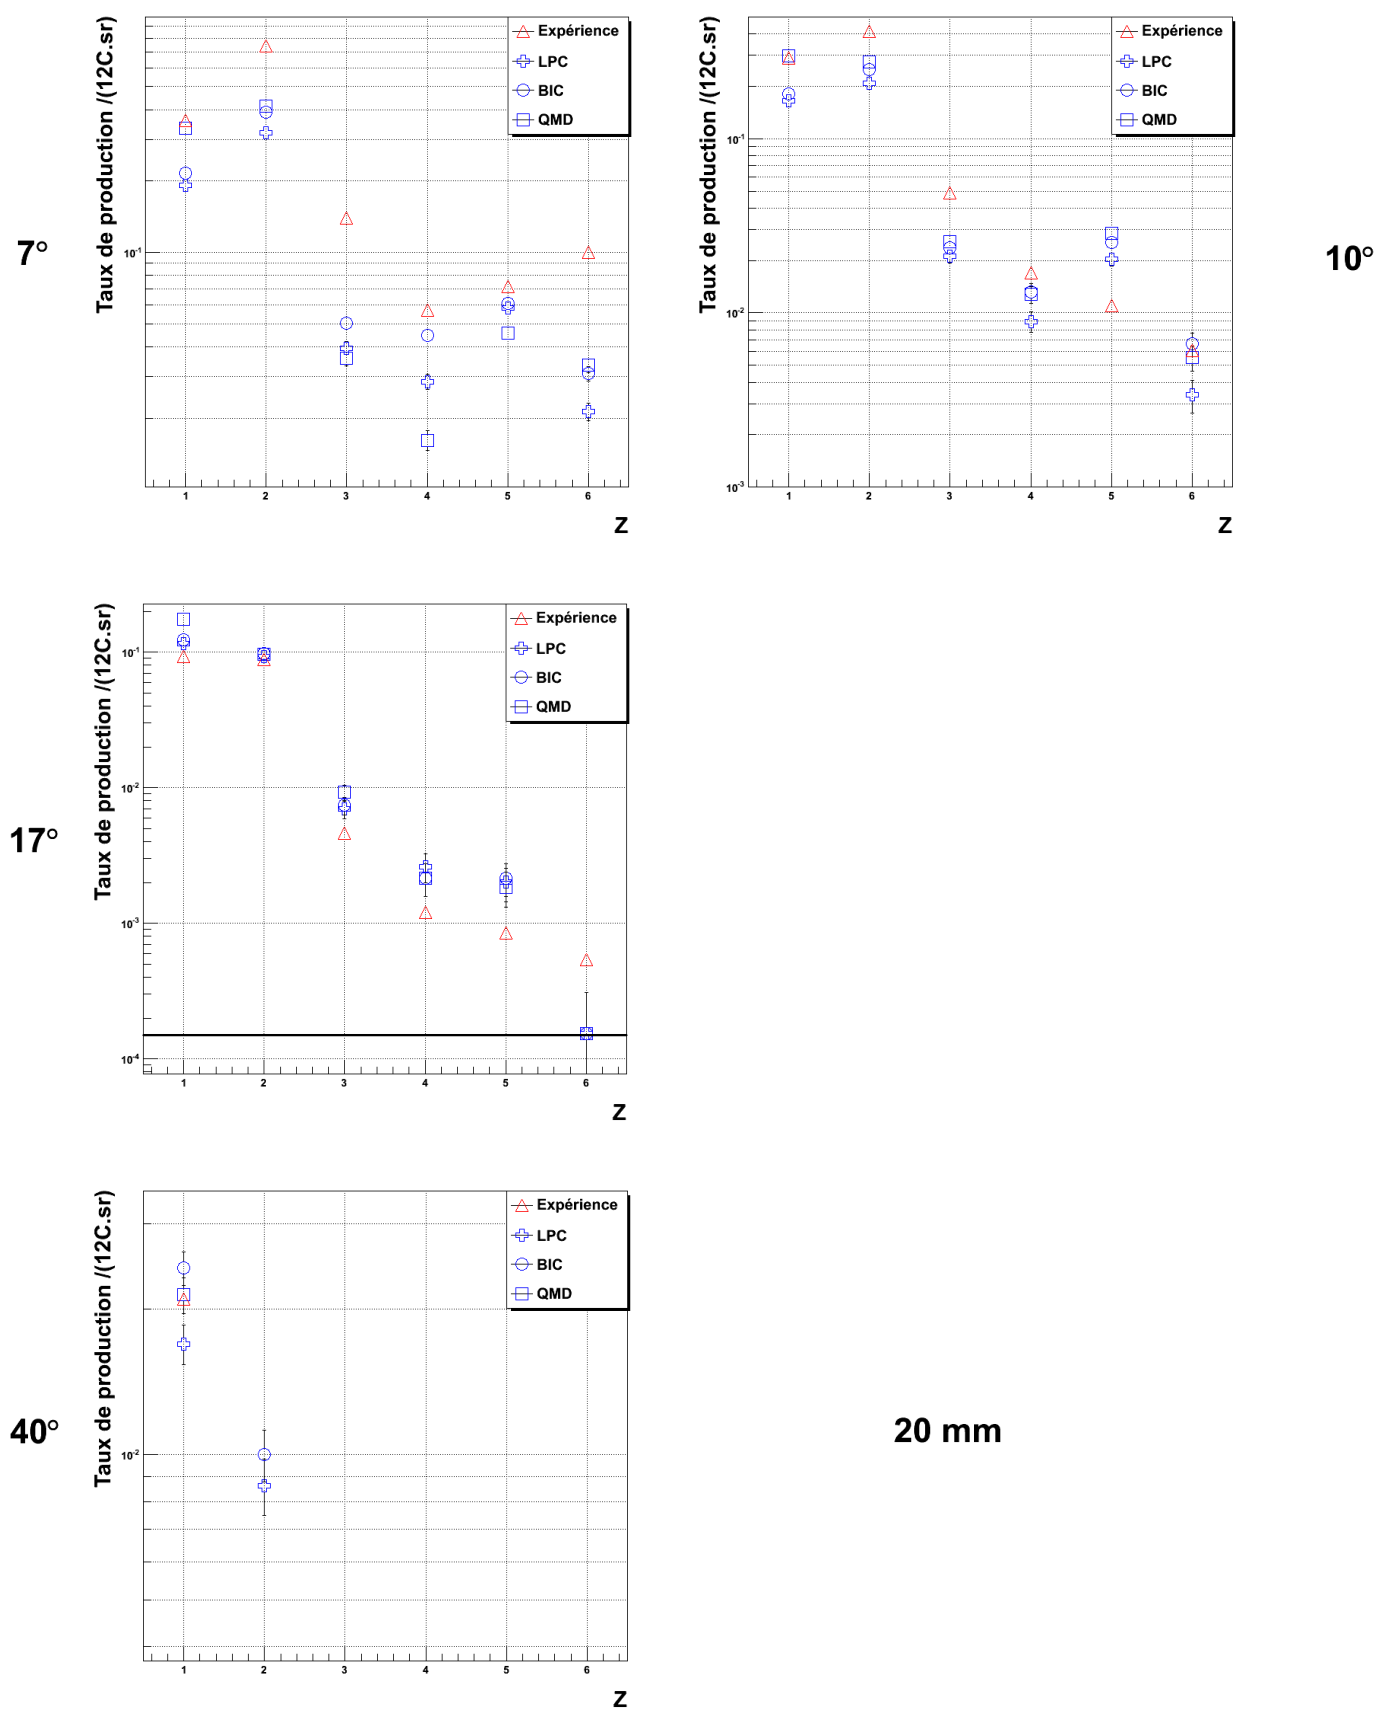 Taux de production /(12C.sr)
Expérience
LPC
BIC
QMD
10⁻¹
1 2 3 4 5 6
Z
7°
Taux de production /(12C.sr)
Expérience
LPC
BIC
QMD
10⁻¹
10⁻²
10⁻³
1 2 3 4 5 6
Z
10°
Taux de production /(12C.sr)
Expérience
LPC
BIC
QMD
10⁻¹
10⁻²
10⁻³
10⁻⁴
1 2 3 4 5 6
Z
17°
Taux de production /(12C.sr)
Expérience
LPC
BIC
QMD
10⁻²
1 2 3 4 5 6
Z
40°
20 mm